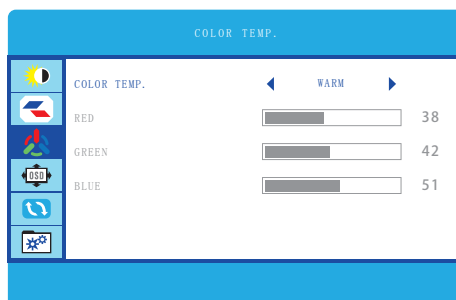 COLOR TEMP.
COLOR TEMP. WARM
RED 38
GREEN 42
OSD
BLUE 51